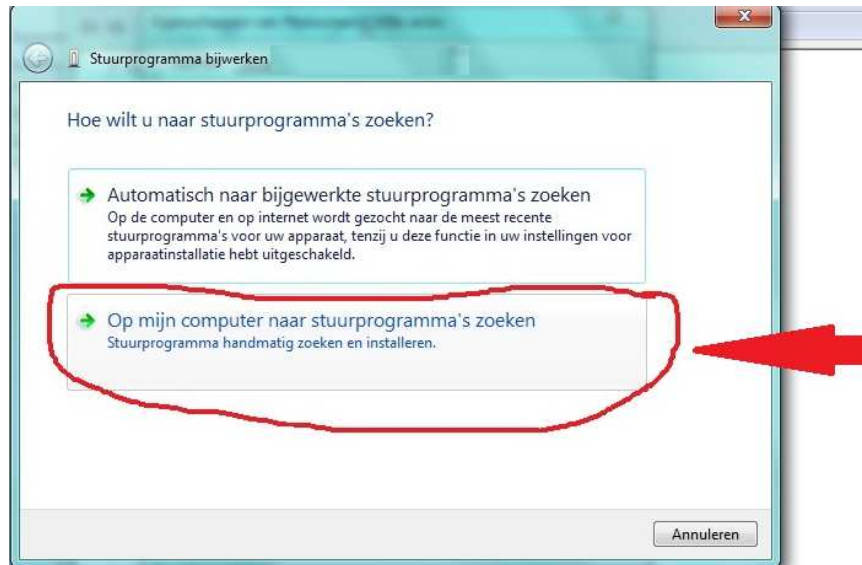 Stuurprogramma bijwerken
Hoe wilt u naar stuurprogramma's zoeken?
Automatisch naar bijgewerkte stuurprogramma's zoeken
Op de computer en op internet wordt gezocht naar de meest recente
stuurprogramma's voor uw apparaat, tenzij u deze functie in uw instellingen voor
apparaatinstallatie hebt uitgeschakeld.
Op mijn computer naar stuurprogramma's zoeken
Stuurprogramma handmatig zoeken en installeren.
Annuleren